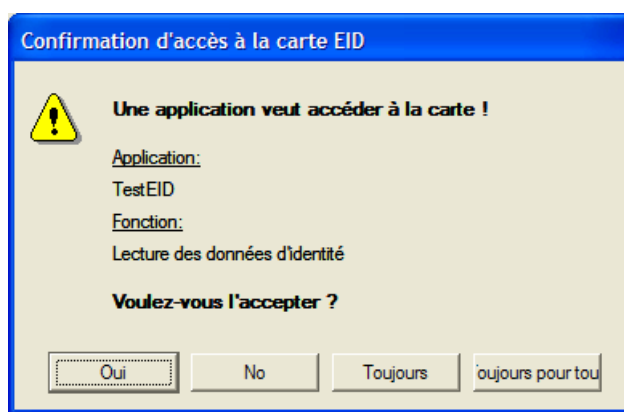 Confirmation d'accès à la carte EID
Une application veut accéder à la carte !
Application:
TestEID
Fonction:
Lecture des données d'identité
Voulez-vous l'accepter ?
Oui
No
Toujours
oujours pour tou